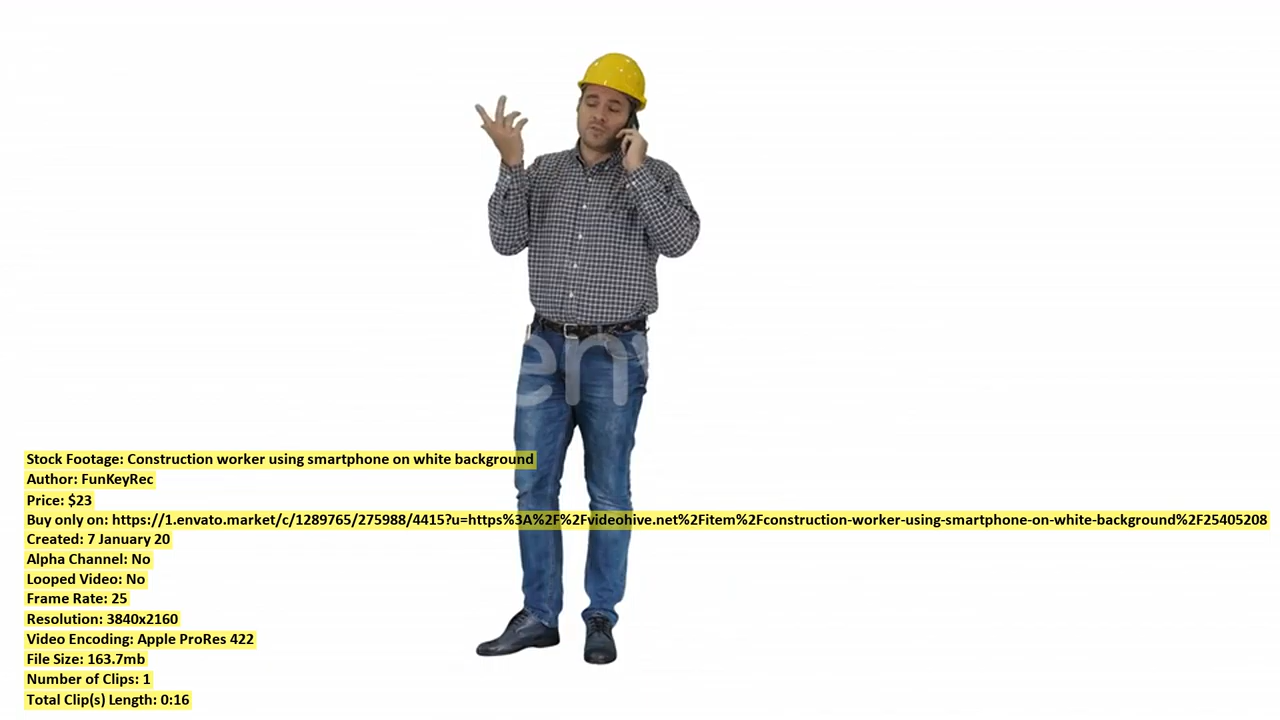 env
Stock Footage: Construction worker using smartphone on white background
Author: FunKeyRec
Price: $23
Buy only on: https://1.envato.market/c/1289765/275988/4415?u=https%3A%2F%2Fvideohive.net%2Fitem%2Fconstruction-worker-using-smartphone-on-white-background%2F25405208
Created: 7 January 20
Alpha Channel: No
Looped Video: No
Frame Rate: 25
Resolution: 3840x2160
Video Encoding: Apple ProRes 422
File Size: 163.7mb
Number of Clips: 1
Total Clip(s) Length: 0:16